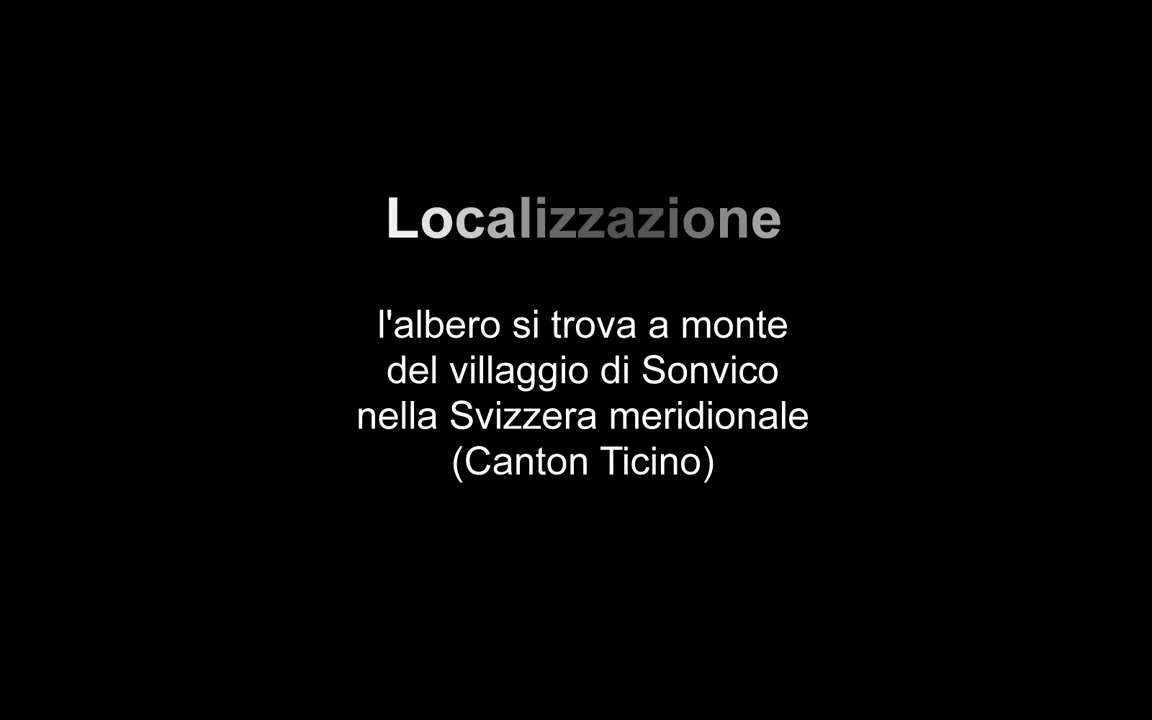 Localizzazione
l'albero si trova a monte
del villaggio di Sonvico
nella Svizzera meridionale
(Canton Ticino)